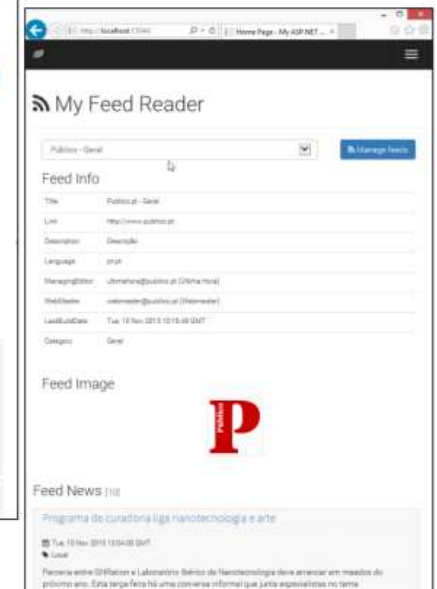 http://localhost:
Home Page - My ASP.NET ...
My Feed Reader
Público - Geral
Manage feeds
Feed Info
Title Publico.pt - Geral
Link http://www.publico.pt
Description Descrição
Language pt-pt
ManagingEditor ultimahora@publico.pt (Última Hora)
WebMaster webmaster@publico.pt (Webmaster)
LastBuildDate Tue, 10 Nov 2015 10:15:49 GMT
Category Geral
Feed Image
Público
P
Feed News [10]
Programa de curadoria liga nanotecnologia e arte
Tue, 10 Nov 2015 10:04:00 GMT
Local
Parceria entre GNRation e Laboratório Ibérico de Nanotecnologia deve arrancar em meados do
próximo ano. Esta terça-feira há uma conversa informal que junta especialistas no tema